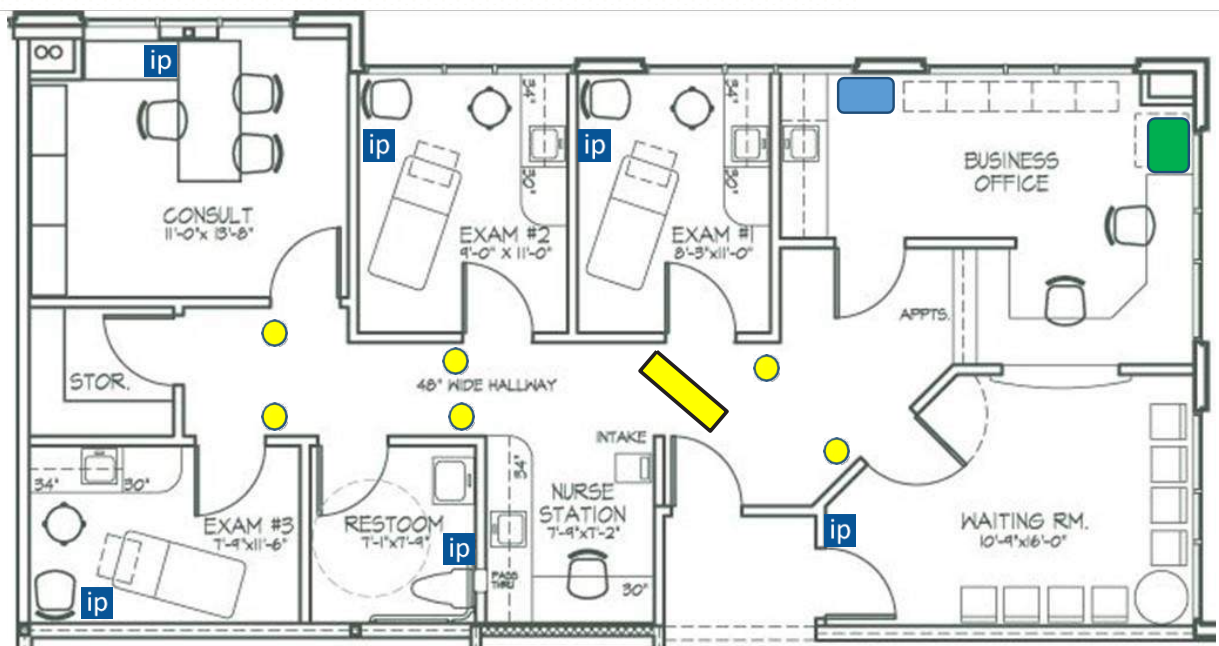 ip
CONSULT
11'-0"x 13'-8"
ip
34"
30"
EXAM #2
9'-0" X 11'-0"
ip
34"
30"
EXAM #1
8'-3"x11'-0"
BUSINESS
OFFICE
APPTS.
STOR.
48" WIDE HALLWAY
INTAKE
34"
30"
EXAM #3
7'-9"x11'-6"
ip
RESTOOM
7'-1"x7'-9"
ip
34"
NURSE
STATION
7'-9"x7'-2"
PASS
THRU
30"
ip
WAITING RM.
10'-9"x16'-0"